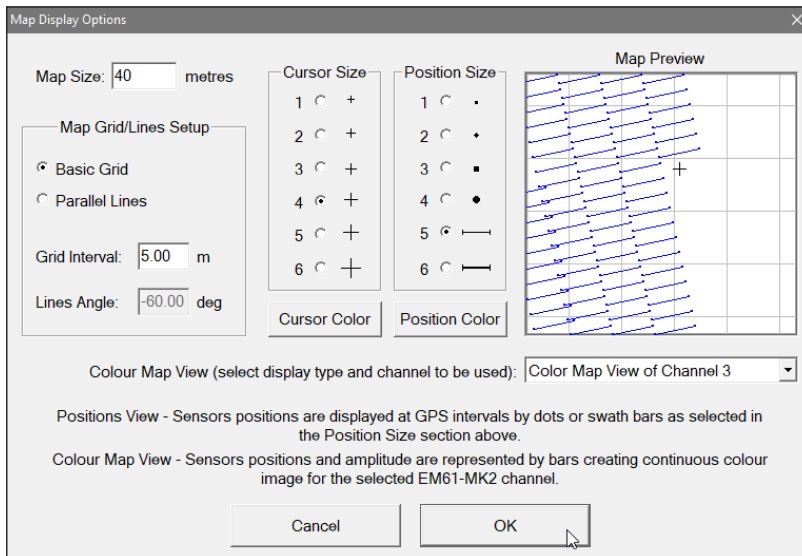 Map Display Options
Map Size: 40 metres
Map Grid/Lines Setup
Basic Grid
Parallel Lines
Grid Interval: 5.00 m
Lines Angle: -60.00 deg
Cursor Size
1
2
3
4
5
6
Cursor Color
Position Size
1
2
3
4
5
6
Position Color
Map Preview
Colour Map View (select display type and channel to be used): Color Map View of Channel 3
Positions View - Sensors positions are displayed at GPS intervals by dots or swath bars as selected in
the Position Size section above.
Colour Map View - Sensors positions and amplitude are represented by bars creating continuous colour
image for the selected EM61-MK2 channel.
Cancel
OK